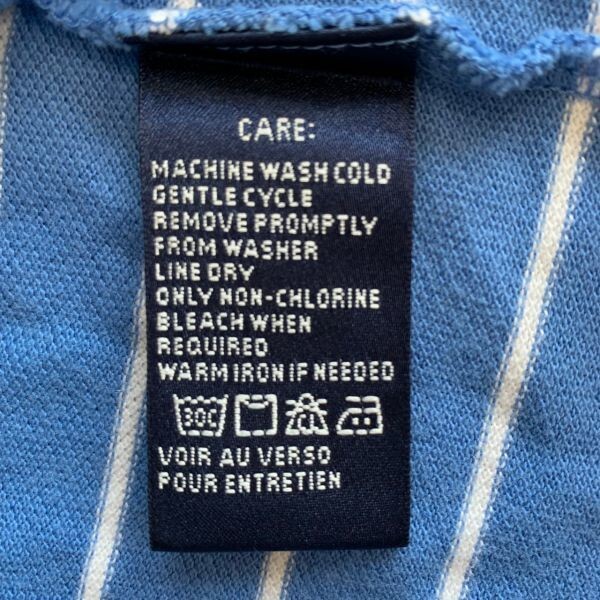 CARE:
MACHINE WASH COLD
GENTLE CYCLE
REMOVE PROMPTLY
FROM WASHER
LINE DRY
ONLY NON-CHLORINE
BLEACH WHEN
REQUIRED
WARM IRON IF NEEDED
30C
VOIR AU VERSO
POUR ENTRETIEN